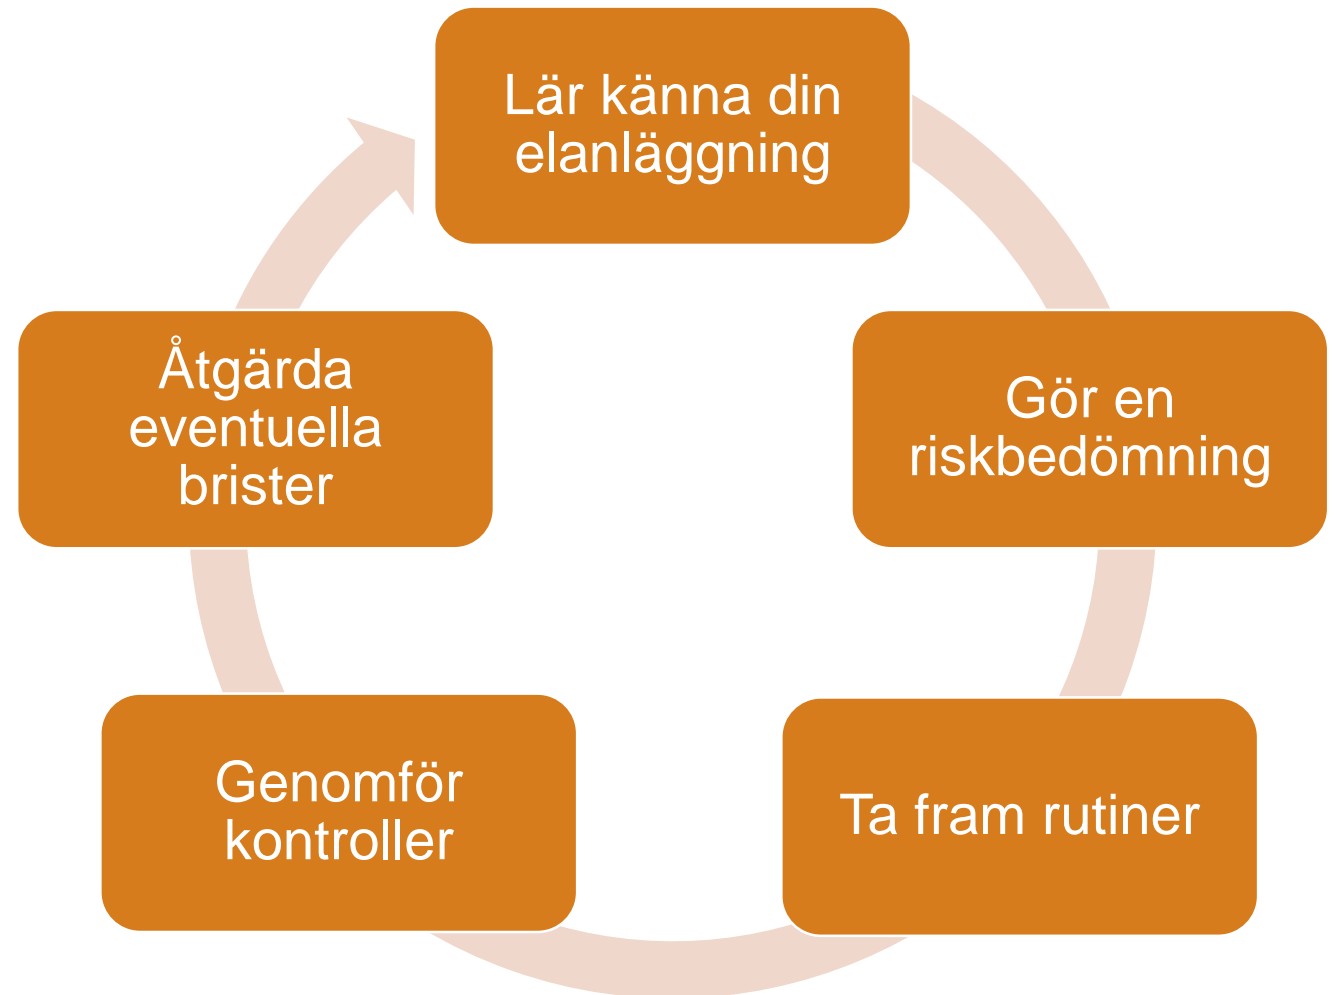 Lär känna din
elanläggning
Gör en
riskbedömning
Ta fram rutiner
Genomför
kontroller
Åtgärda
eventuella
brister